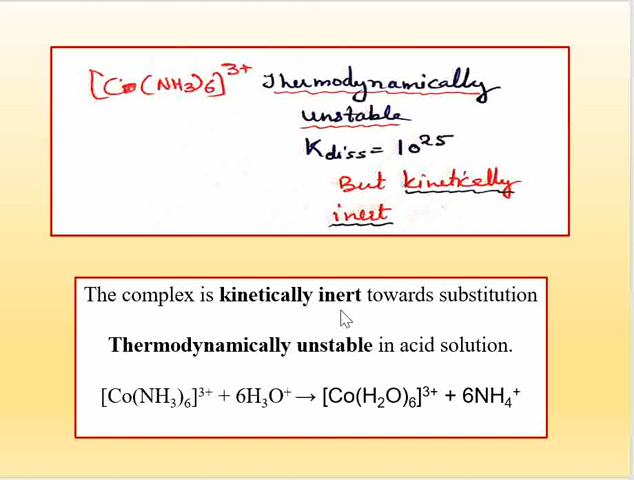 [Co(NH3)6]3+ Thermodynamically
unstable
Kdiss = 10^25
But kinetically
inert
The complex is kinetically inert towards substitution
Thermodynamically unstable in acid solution.
[Co(NH₃)₆]³⁺ + 6H₃O⁺ → [Co(H₂O)₆]³⁺ + 6NH₄⁺